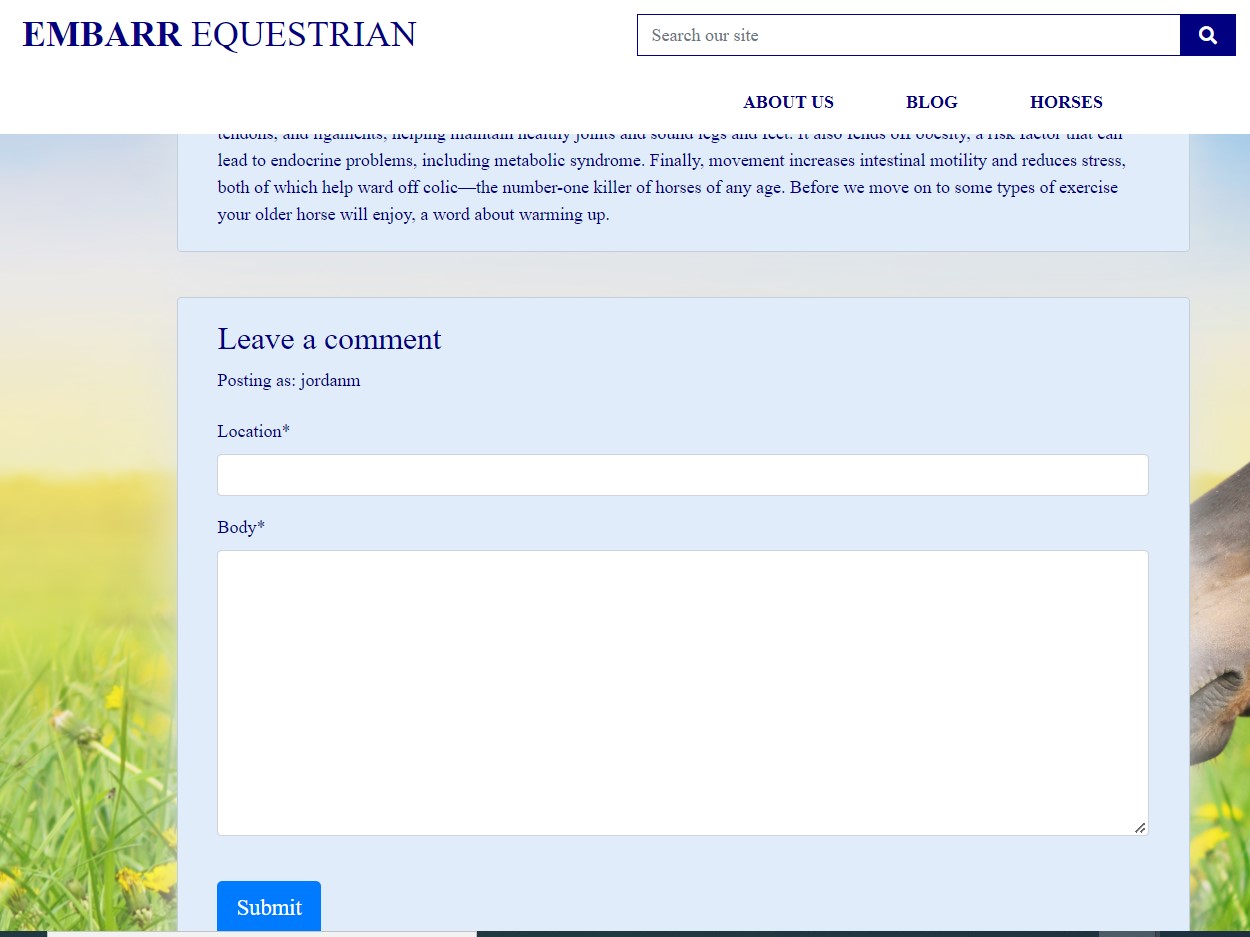 EMBARR EQUESTRIAN
Search our site
ABOUT US BLOG HORSES
tendons, and ligaments, helping maintain healthy joints and sound legs and feet. It also fends off obesity, a risk factor that can
lead to endocrine problems, including metabolic syndrome. Finally, movement increases intestinal motility and reduces stress,
both of which help ward off colic—the number-one killer of horses of any age. Before we move on to some types of exercise
your older horse will enjoy, a word about warming up.
Leave a comment
Posting as: jordanm
Location*
Body*
Submit